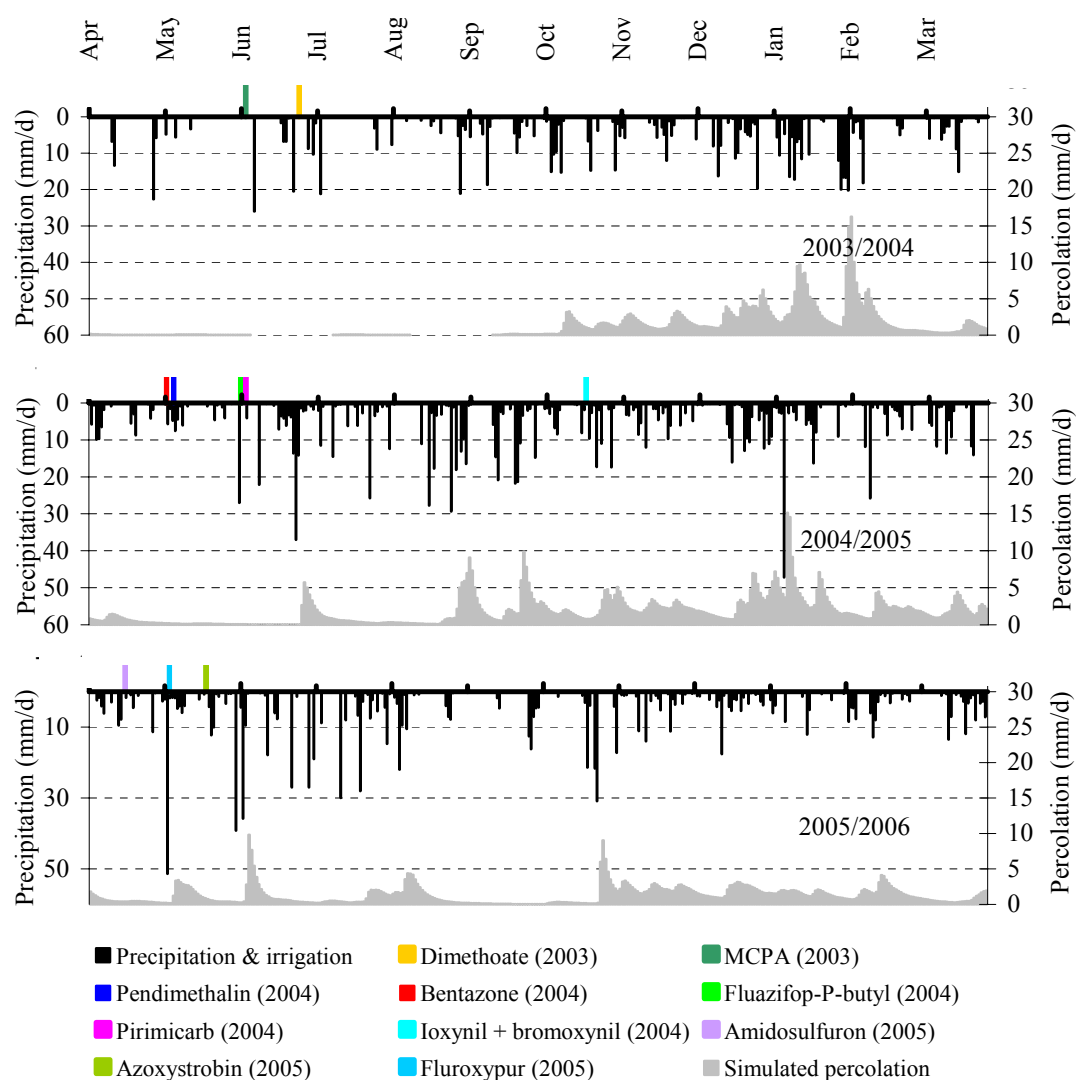 Apr May Jun Jul Aug Sep Oct Nov Dec Jan Feb Mar
0 30
10 25
20 20
30 15
40 10
50 5
60 0
Precipitation (mm/d)
Percolation (mm/d)
2003/2004
0 30
10 25
20 20
30 15
40 10
50 5
60 0
Precipitation (mm/d)
Percolation (mm/d)
2004/2005
30
10 25
20
30 15
10
50 5
0
Precipitation (mm/d)
Percolation (mm/d)
2005/2006
Precipitation & irrigation Dimethoate (2003) MCPA (2003)
Pendimethalin (2004) Bentazone (2004) Fluazifop-P-butyl (2004)
Pirimicarb (2004) Ioxynil + bromoxynil (2004) Amidosulfuron (2005)
Azoxystrobin (2005) Fluroxypur (2005) Simulated percolation